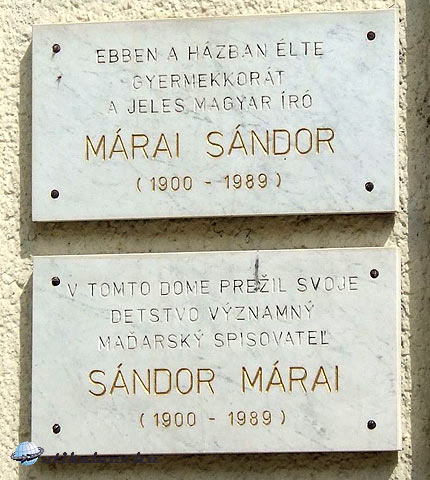 EBBEN A HÁZBAN ÉLTE
GYERMEKKORÁT
A JELES MAGYAR ÍRÓ
MÁRAI SÁNDOR
(1900 - 1989)
V TOMTO DOME PREŽIL SVOJE
DETSTVO VÝZNAMNÝ
MAĎARSKÝ SPISOVATEĽ
SÁNDOR MÁRAI
(1900 - 1989)